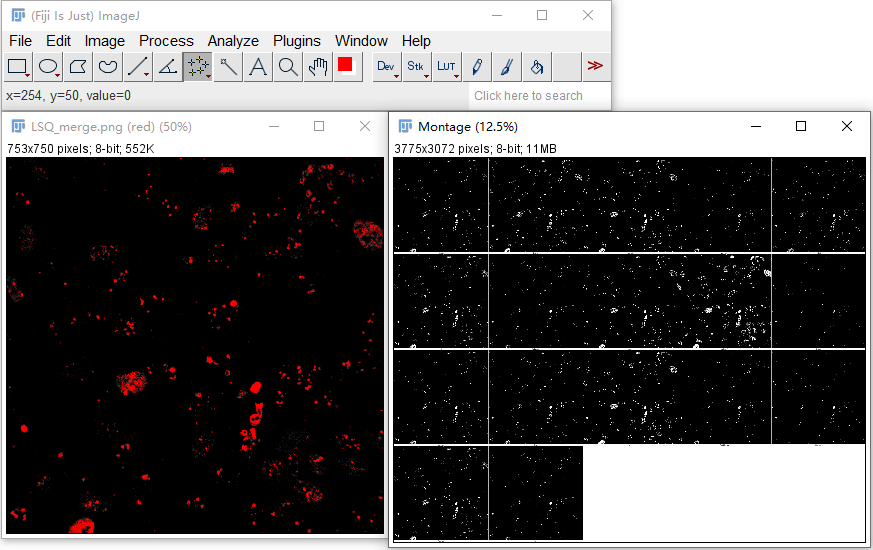 (Fiji Is Just) ImageJ
File Edit Image Process Analyze Plugins Window Help
A Dev Stk LUT >>
x=254, y=50, value=0
Click here to search
LSQ_merge.png (red) (50%)
753x750 pixels; 8-bit; 552K
Montage (12.5%)
3775x3072 pixels; 8-bit; 11MB